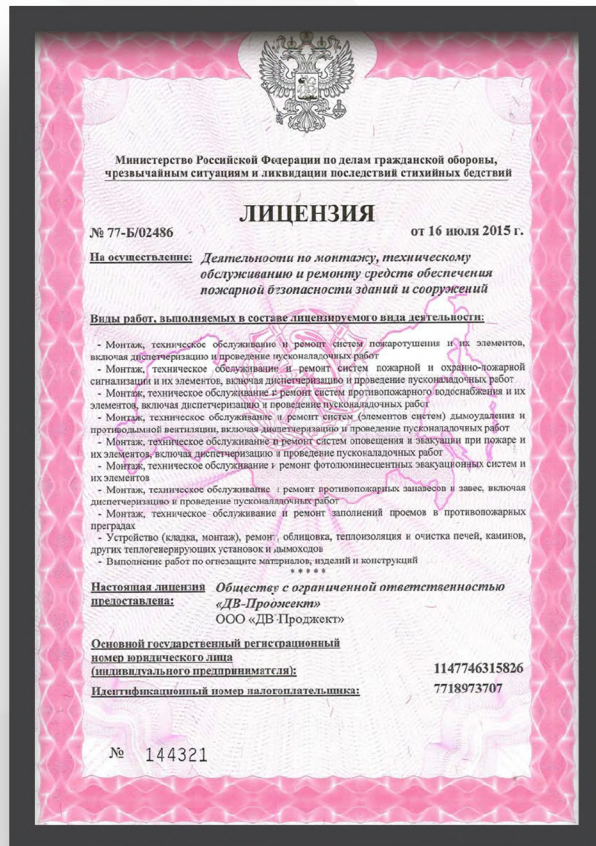 Министерство Российской Федерации по делам гражданской обороны,
чрезвычайным ситуациям и ликвидации последствий стихийных бедствий
ЛИЦЕНЗИЯ
№ 77-Б/02486
от 16 июля 2015 г.
На осуществление: Деятельности по монтажу, техническому
обслуживанию и ремонту средств обеспечения
пожарной безопасности зданий и сооружений
Виды работ, выполняемых в составе лицензируемого вида деятельности:
- Монтаж, техническое обслуживание и ремонт систем пожаротушения и их элементов,
включая диспетчеризацию и проведение пусконаладочных работ
- Монтаж, техническое обслуживание и ремонт систем пожарной и охранно-пожарной
сигнализации и их элементов, включая диспетчеризацию и проведение пусконаладочных работ
- Монтаж, техническое обслуживание и ремонт систем противопожарного водоснабжения и их
элементов, включая диспетчеризацию и проведение пусконаладочных работ
- Монтаж, техническое обслуживание и ремонт систем (элементов систем) дымоудаления и
противодымной вентиляции, включая диспетчеризацию и проведение пусконаладочных работ
- Монтаж, техническое обслуживание и ремонт систем оповещения и эвакуации при пожаре и
их элементов, включая диспетчеризацию и проведение пусконаладочных работ
- Монтаж, техническое обслуживание и ремонт фотолюминесцентных эвакуационных систем и
их элементов
- Монтаж, техническое обслуживание и ремонт противопожарных занавесов и завес, включая
диспетчеризацию и проведение пусконаладочных работ
- Монтаж, техническое обслуживание и ремонт заполнений проемов в противопожарных
преградах
- Устройство (кладка, монтаж), ремонт, облицовка, теплоизоляция и очистка печей, каминов,
других теплогенерирующих установок и дымоходов
- Выполнение работ по огнезащите материалов, изделий и конструкций
* * * * *
Настоящая лицензия Обществу с ограниченной ответственностью
предоставлена: «ДВ-Проджект»
ООО «ДВ-Проджект»
Основной государственный регистрационный
номер юридического лица
(индивидуального предпринимателя): 1147746315826
Идентификационный номер налогоплательщика: 7718973707
№ 144321